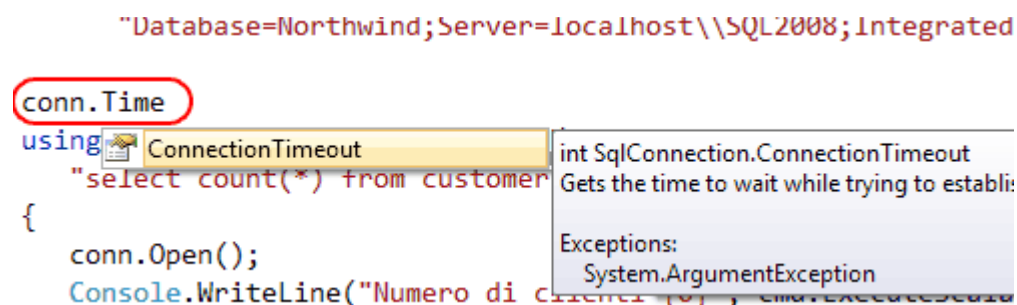 "Database=Northwind;Server=localhost\\SQL2008;Integrated
conn.Time
using
ConnectionTimeout
int SqlConnection.ConnectionTimeout
"select count(*) from customer
Gets the time to wait while trying to
{
Exceptions:
conn.Open();
System.ArgumentException
Console.WriteLine("Numero di clienti